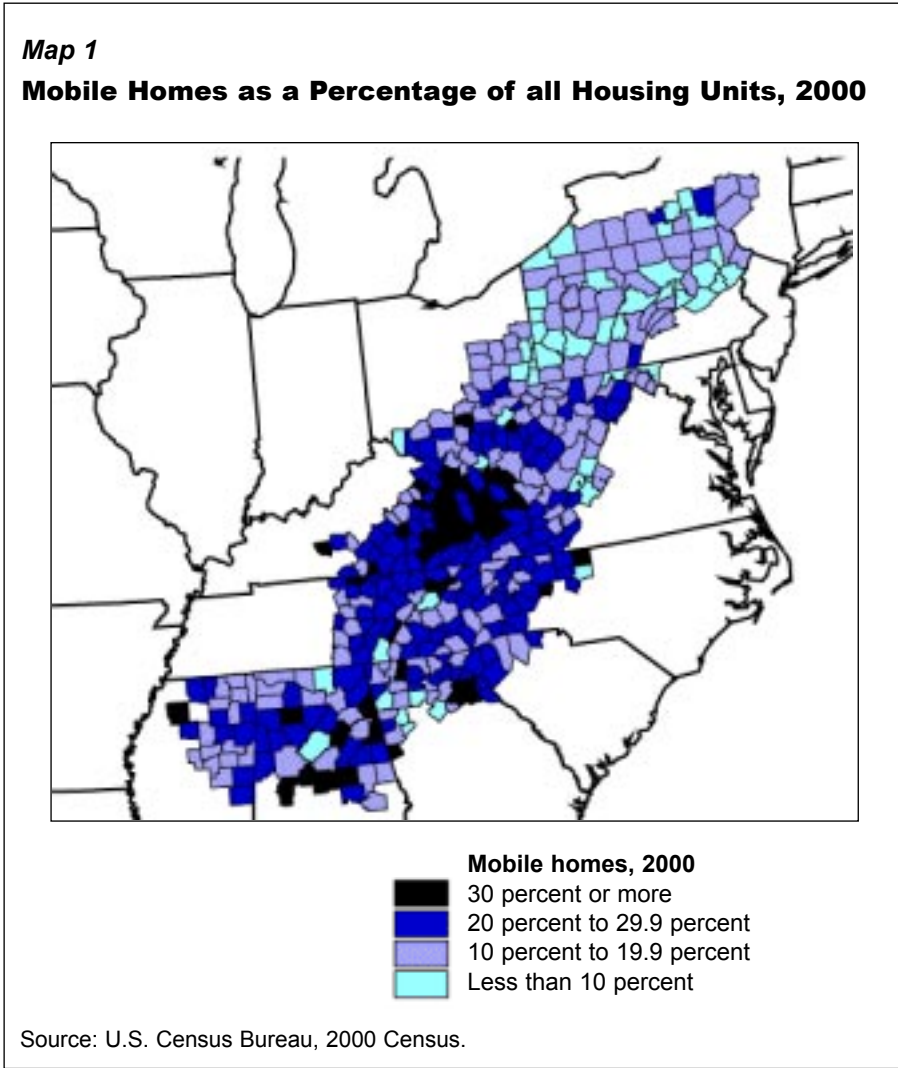 Map 1
Mobile Homes as a Percentage of all Housing Units, 2000
Mobile homes, 2000
30 percent or more
20 percent to 29.9 percent
10 percent to 19.9 percent
Less than 10 percent
Source: U.S. Census Bureau, 2000 Census.